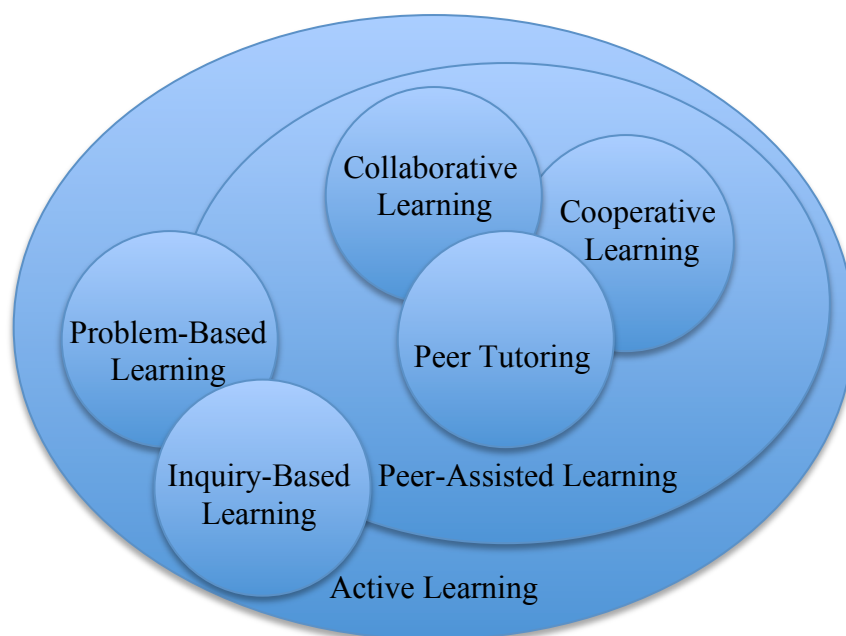 Collaborative
Learning
Cooperative
Learning
Problem-Based
Learning
Peer Tutoring
Inquiry-Based
Learning
Peer-Assisted Learning
Active Learning